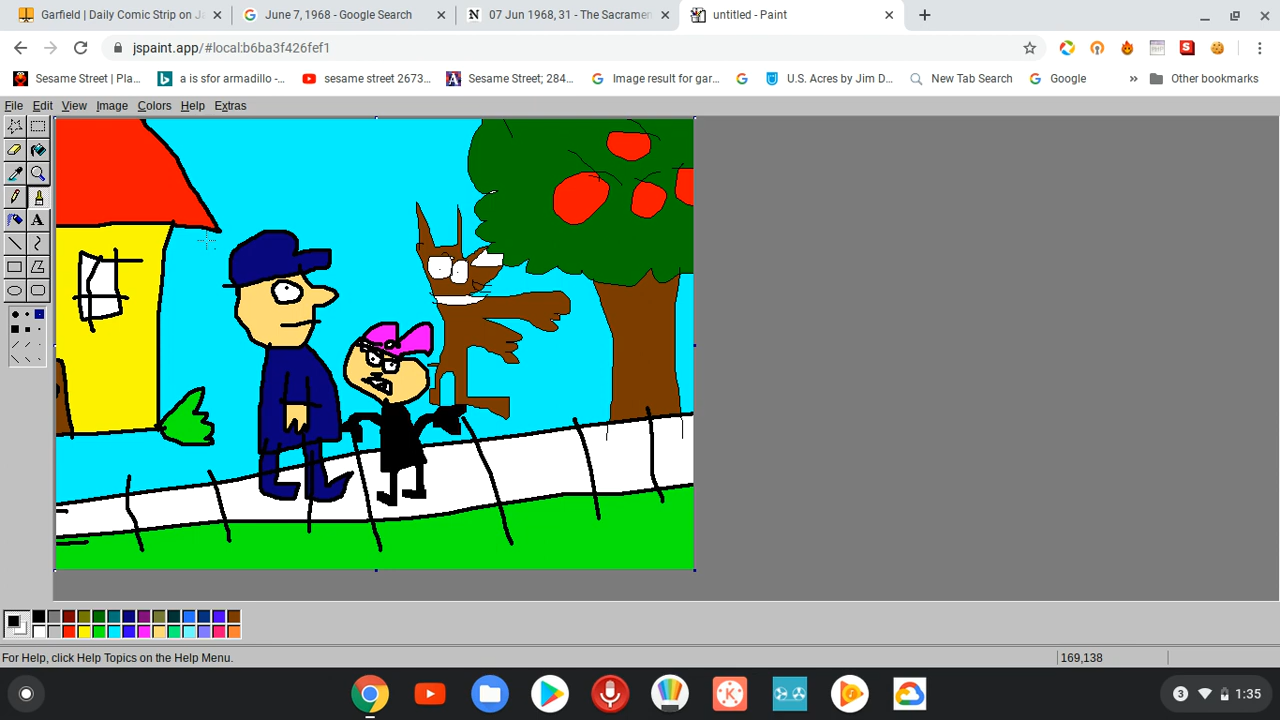 Garfield | Daily Comic Strip on Ja
June 7, 1968 - Google Search
07 Jun 1968, 31 - The Sacramen
untitled - Paint
jspaint.app/#local:b6ba3f426fef1
Sesame Street | Pla...
a is sfor armadillo -...
sesame street 2673...
Sesame Street; 284...
Image result for gar...
U.S. Acres by Jim D...
New Tab Search
Google
Other bookmarks
File Edit View Image Colors Help Extras
For Help, click Help Topics on the Help Menu.
169,138
3
1:35